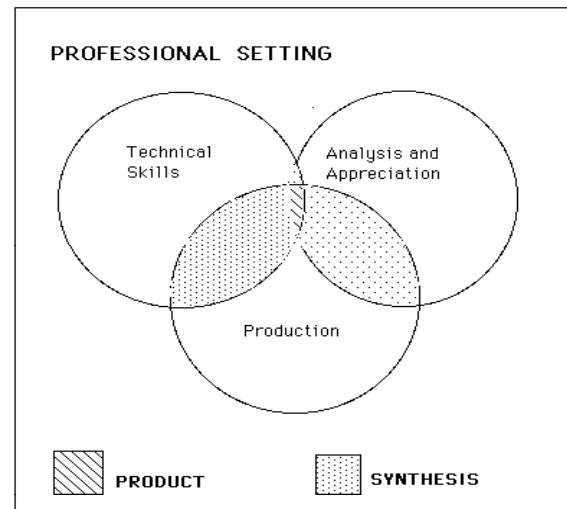 PROFESSIONAL SETTING
Technical
Skills
Analysis and
Appreciation
Production
PRODUCT
SYNTHESIS